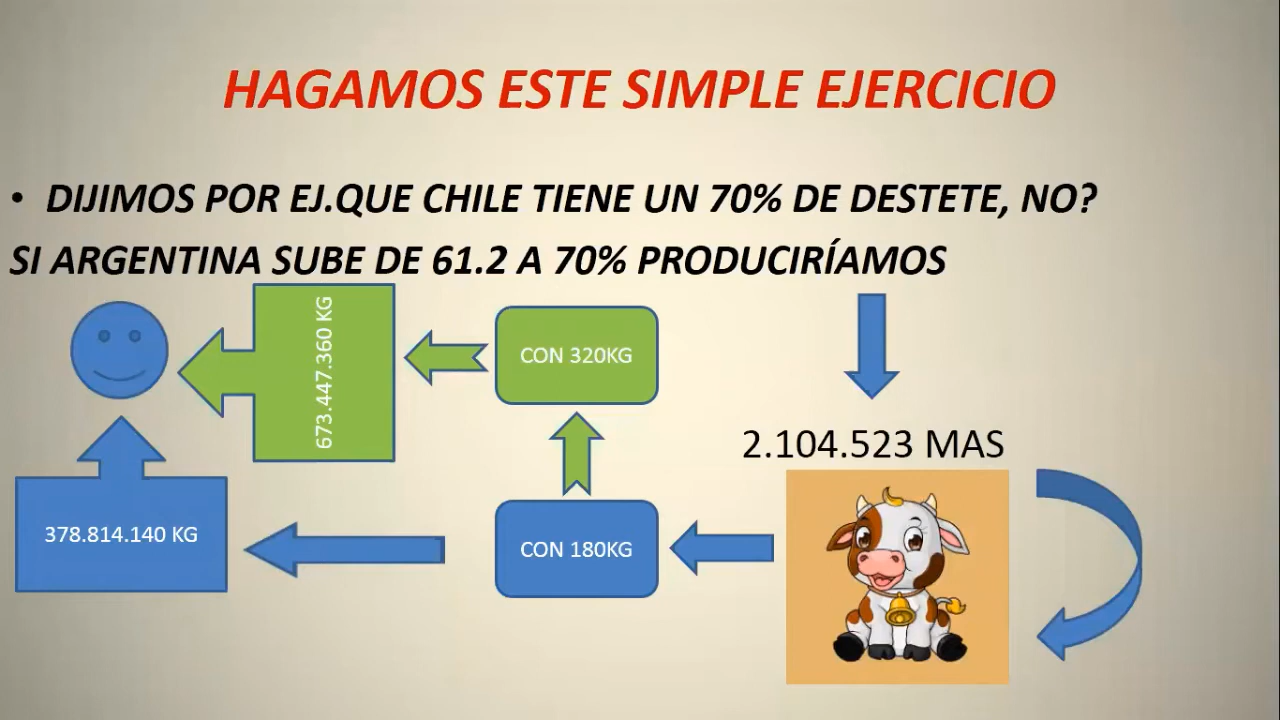 HAGAMOS ESTE SIMPLE EJERCICIO
• DIJIMOS POR EJ.QUE CHILE TIENE UN 70% DE DESTETE, NO?
SI ARGENTINA SUBE DE 61.2 A 70% PRODUCIRÍAMOS
673.447.360 KG
CON 320KG
2.104.523 MAS
378.814.140 KG
CON 180KG